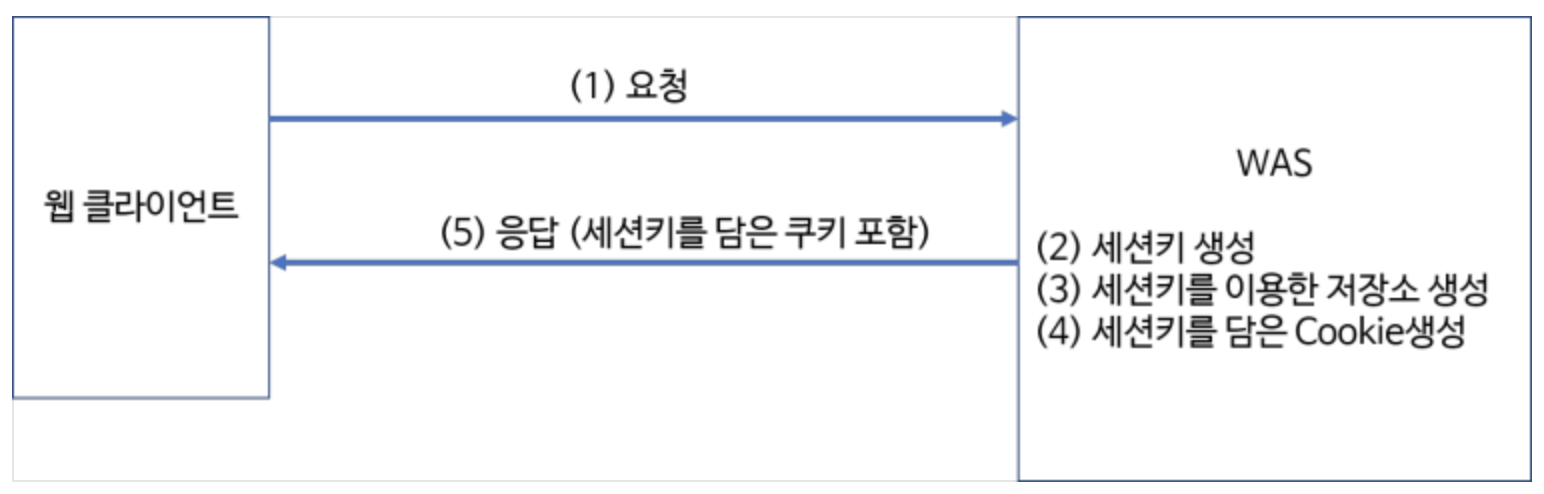 (1) 요청
WAS
웹 클라이언트
(5) 응답 (세션키를 담은 쿠키 포함)
(2) 세션키 생성
(3) 세션키를 이용한 저장소 생성
(4) 세션키를 담은 Cookie생성